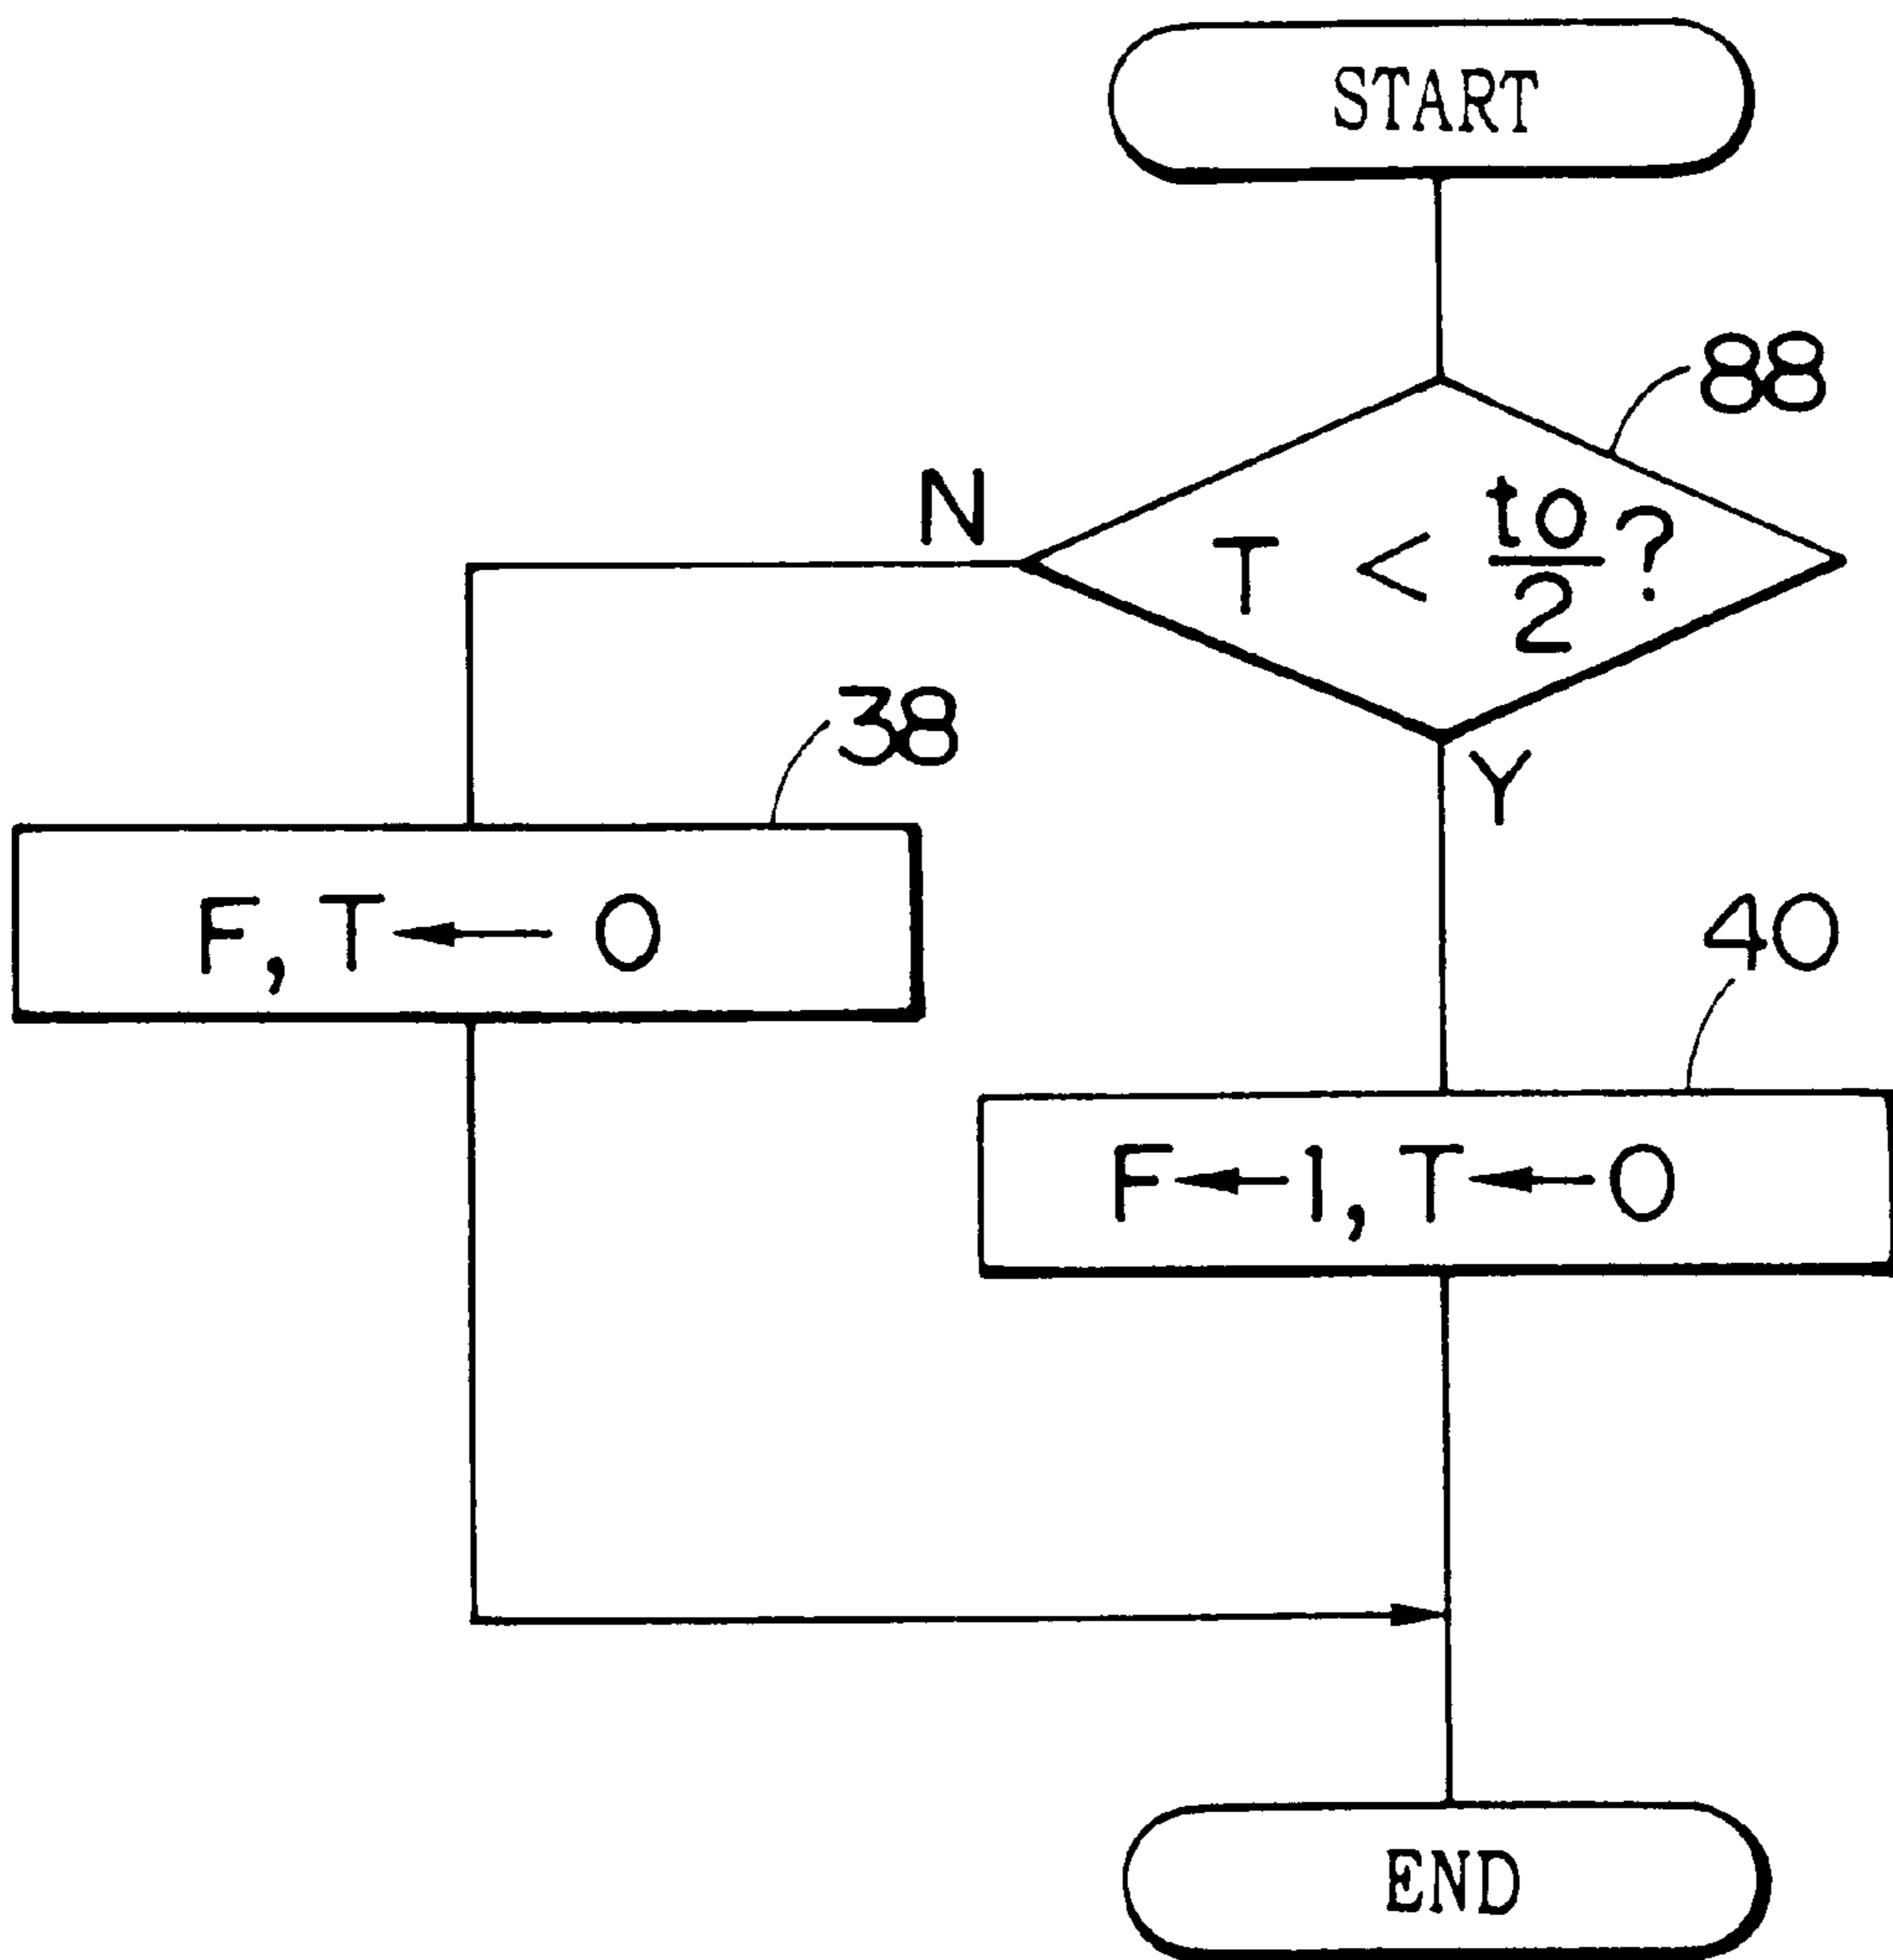 START
88
N
T < to/2 ?
38
Y
F, T ← 0
40
F ← 1, T ← 0
END